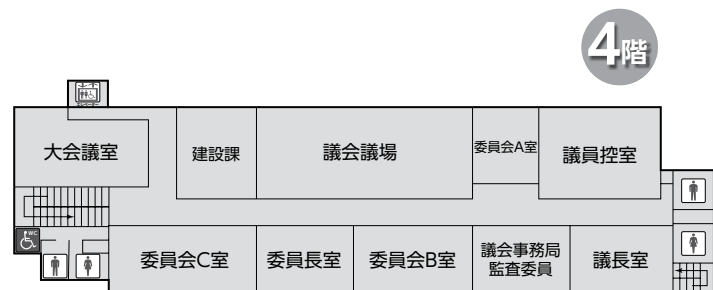 4階
大会議室
建設課
議会議場
委員会A室
議員控室
WC
委員会C室
委員長室
委員会B室
議会事務局
監査委員
議長室